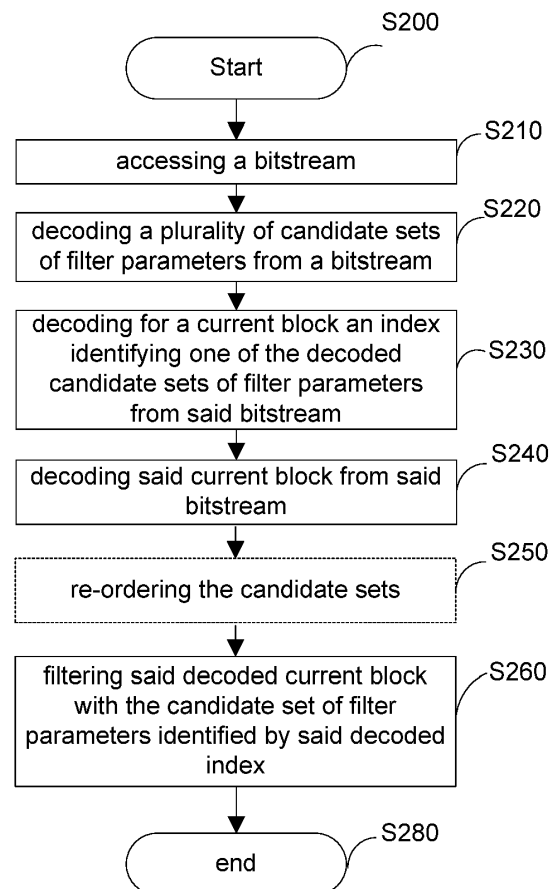 S200
Start
S210
accessing a bitstream
S220
decoding a plurality of candidate sets
of filter parameters from a bitstream
decoding for a current block an index
identifying one of the decoded
candidate sets of filter parameters
from said bitstream
S230
S240
decoding said current block from said
bitstream
S250
re-ordering the candidate sets
S260
filtering said decoded current block
with the candidate set of filter
parameters identified by said decoded
index
S280
end